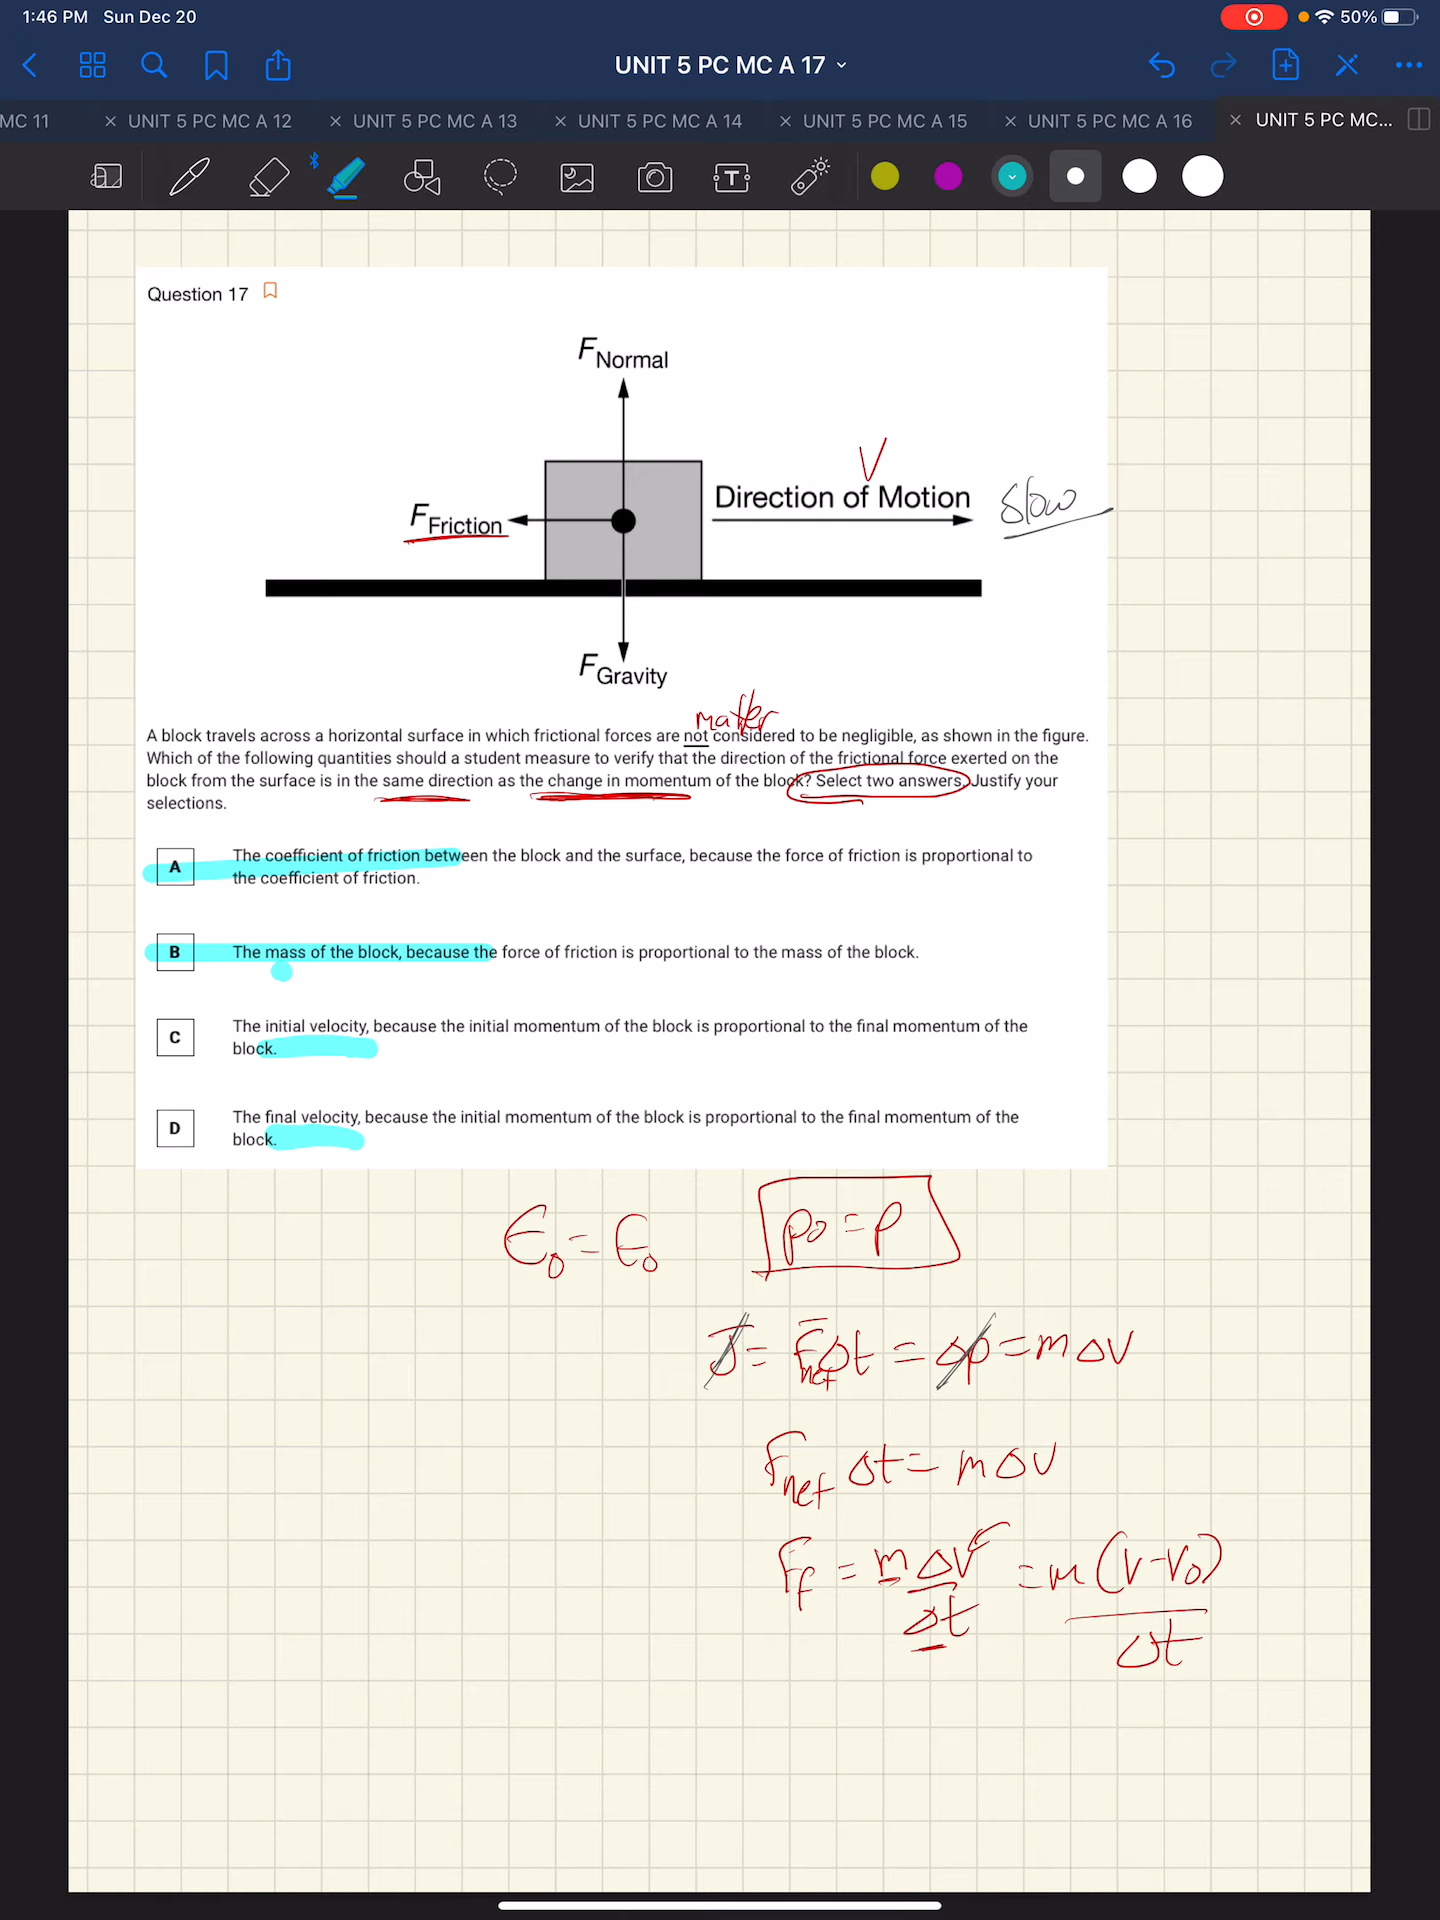 1:46 PM Sun Dec 20
50%
UNIT 5 PC MC A 17
MC 11
UNIT 5 PC MC A 12
UNIT 5 PC MC A 13
UNIT 5 PC MC A 14
UNIT 5 PC MC A 15
UNIT 5 PC MC A 16
UNIT 5 PC MC...
T
Question 17
F Normal
V
Direction of Motion
slow
F Friction
F Gravity
matter
A block travels across a horizontal surface in which frictional forces are not considered to be negligible, as shown in the figure.
Which of the following quantities should a student measure to verify that the direction of the frictional force exerted on the
block from the surface is in the same direction as the change in momentum of the block? Select two answers. Justify your
selections.
A The coefficient of friction between the block and the surface, because the force of friction is proportional to
the coefficient of friction.
B The mass of the block, because the force of friction is proportional to the mass of the block.
C The initial velocity, because the initial momentum of the block is proportional to the final momentum of the
block.
D The final velocity, because the initial momentum of the block is proportional to the final momentum of the
block.
E₀ = E₀ p₀ = p
J = F̄net Δt = Δp = mΔV
Fnet Δt = mΔV
Ff = mΔV/Δt = m(V-V₀)/Δt